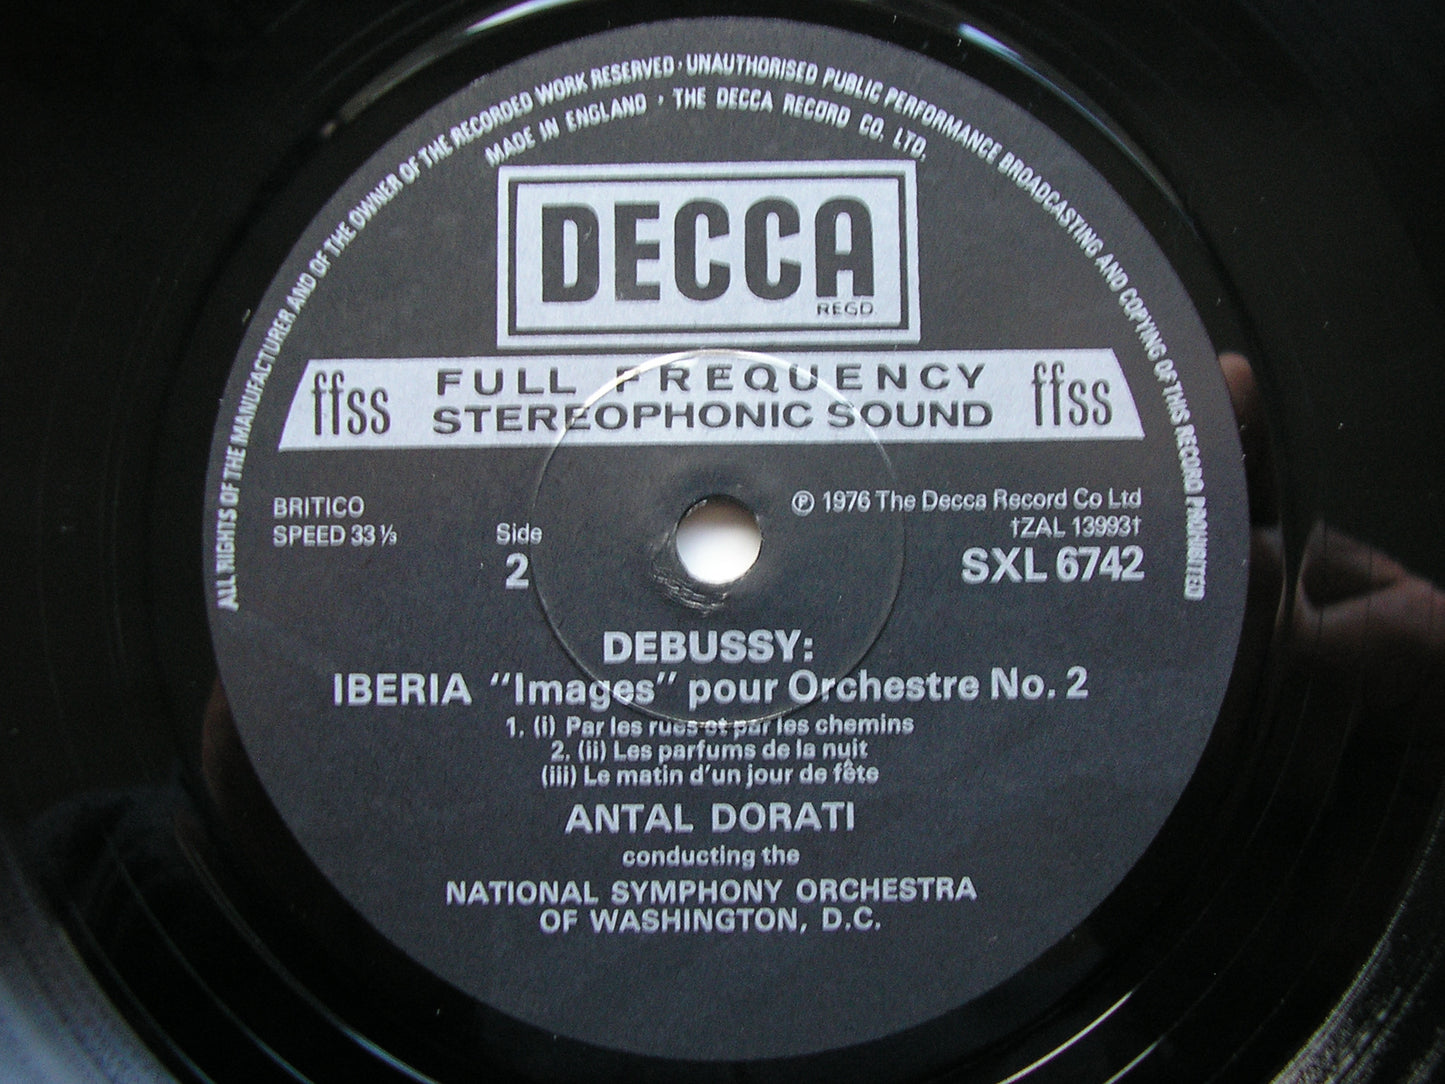 ALL RIGHTS OF THE MANUFACTURER AND OF THE OWNER OF THE RECORDED WORK RESERVED · UNAUTHORISED PUBLIC PERFORMANCE BROADCASTING AND COPYING OF THIS RECORD PROHIBITED
MADE IN ENGLAND · THE DECCA RECORD CO. LTD.
DECCA
REGD.
ffss FULL FREQUENCY STEREOPHONIC SOUND ffss
BRITICO
SPEED 33⅓
Side
2
℗ 1976 The Decca Record Co Ltd
†ZAL 13993†
SXL 6742
DEBUSSY:
IBERIA "Images" pour Orchestre No. 2
1. (i) Par les rues et par les chemins
2. (ii) Les parfums de la nuit
(iii) Le matin d'un jour de fête
ANTAL DORATI
conducting the
NATIONAL SYMPHONY ORCHESTRA
OF WASHINGTON, D.C.